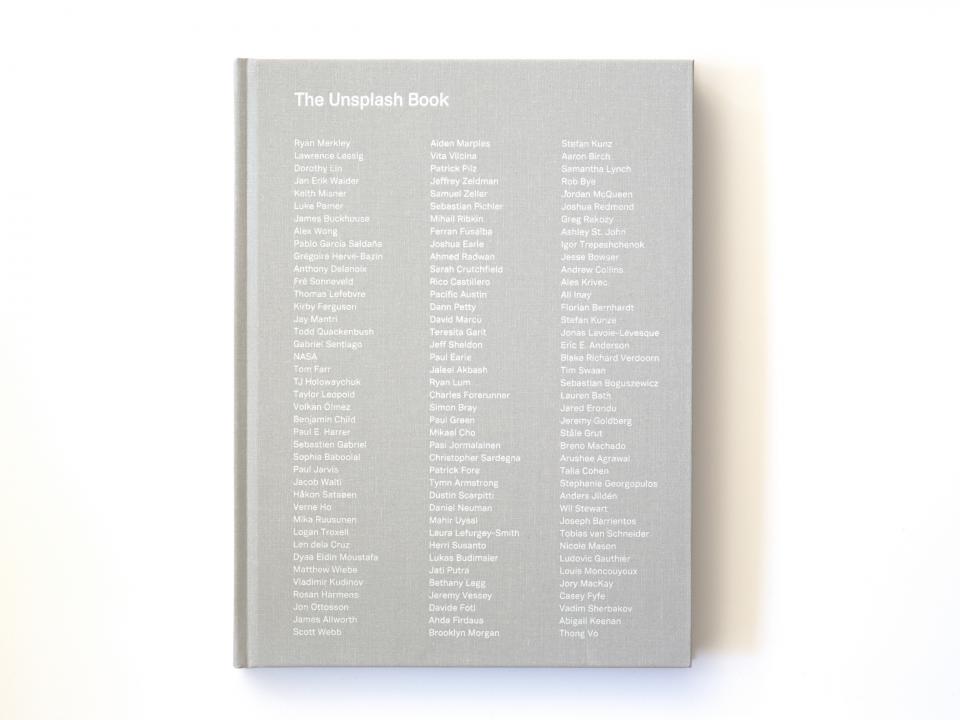 The Unsplash Book
Ryan Merkley
Lawrence Lessig
Dorothy Lin
Jan Erik Waider
Keith Misner
Luke Pamer
James Buckhouse
Alex Wong
Pablo García Saldaña
Grégoire Hervé-Bazin
Anthony Delanoix
Fré Sonneveld
Thomas Lefebvre
Kirby Ferguson
Jay Mantri
Todd Quackenbush
Gabriel Santiago
NASA
Tom Farr
TJ Holowaychuk
Taylor Leopold
Volkan Olmez
Benjamin Child
Paul E. Harrer
Sebastien Gabriel
Sophia Baboolal
Paul Jarvis
Jacob Walti
Håkon Sataøen
Verne Ho
Mika Ruusunen
Logan Troxell
Len dela Cruz
Dyaa Eldin Moustafa
Matthew Wiebe
Vladimir Kudinov
Rosan Harmens
Jon Ottosson
James Allworth
Scott Webb
Aiden Marples
Vita Vilcina
Patrick Pilz
Jeffrey Zeldman
Samuel Zeller
Sebastian Pichler
Mihail Ribkin
Ferran Fusalba
Joshua Earle
Ahmed Radwan
Sarah Crutchfield
Rico Castillero
Pacific Austin
Dann Petty
David Marcu
Teresita Garit
Jeff Sheldon
Paul Earle
Jaleel Akbash
Ryan Lum
Charles Forerunner
Simon Bray
Paul Green
Mikael Cho
Pasi Jormalainen
Christopher Sardegna
Patrick Fore
Tymn Armstrong
Dustin Scarpitti
Daniel Neuman
Mahir Uysal
Laura Lefurgey-Smith
Herri Susanto
Lukas Budimaier
Jati Putra
Bethany Legg
Jeremy Vessey
Davide Foti
Ahda Firdaus
Brooklyn Morgan
Stefan Kunz
Aaron Birch
Samantha Lynch
Rob Bye
Jordan McQueen
Joshua Redmond
Greg Rakozy
Ashley St. John
Igor Trepeshchenok
Jesse Bowser
Andrew Collins
Ales Krivec
Ali Inay
Florian Bernhardt
Stefan Kunze
Jonas Lavoie-Lévesque
Eric E. Anderson
Blake Richard Verdoorn
Tim Swaan
Sebastian Boguszewicz
Lauren Bath
Jared Erondu
Jeremy Goldberg
Ståle Grut
Breno Machado
Arushee Agrawal
Talia Cohen
Stephanie Georgopulos
Anders Jildén
Wil Stewart
Joseph Barrientos
Tobias van Schneider
Nicole Mason
Ludovic Gauthier
Louis Moncouyoux
Jory MacKay
Casey Fyfe
Vadim Sherbakov
Abigail Keenan
Thong Vo